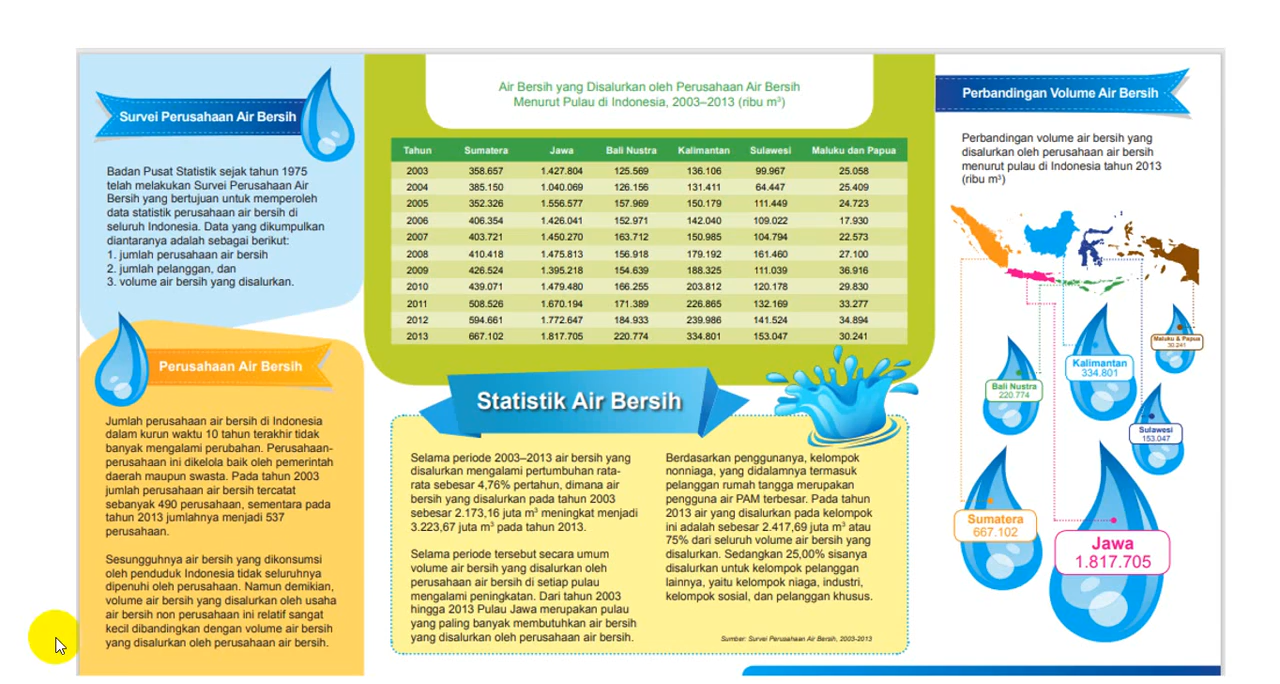 Survei Perusahaan Air Bersih
Badan Pusat Statistik sejak tahun 1975
telah melakukan Survei Perusahaan Air
Bersih yang bertujuan untuk memperoleh
data statistik perusahaan air bersih di
seluruh Indonesia. Data yang dikumpulkan
diantaranya adalah sebagai berikut:
1. jumlah perusahaan air bersih
2. jumlah pelanggan, dan
3. volume air bersih yang disalurkan.
Perusahaan Air Bersih
Jumlah perusahaan air bersih di Indonesia
dalam kurun waktu 10 tahun terakhir tidak
banyak mengalami perubahan. Perusahaan-
perusahaan ini dikelola baik oleh pemerintah
daerah maupun swasta. Pada tahun 2003
jumlah perusahaan air bersih tercatat
sebanyak 490 perusahaan, sementara pada
tahun 2013 jumlahnya menjadi 537
perusahaan.
Sesungguhnya air bersih yang dikonsumsi
oleh penduduk Indonesia tidak seluruhnya
dipenuhi oleh perusahaan. Namun demikian,
volume air bersih yang disalurkan oleh usaha
air bersih non perusahaan ini relatif sangat
kecil dibandingkan dengan volume air bersih
yang disalurkan oleh perusahaan air bersih.
Air Bersih yang Disalurkan oleh Perusahaan Air Bersih
Menurut Pulau di Indonesia, 2003–2013 (ribu m³)
Tahun Sumatera Jawa Bali Nustra Kalimantan Sulawesi Maluku dan Papua
2003 358.657 1.427.804 125.569 136.106 99.967 25.058
2004 385.150 1.040.069 126.156 131.411 64.447 25.409
2005 352.326 1.556.577 157.969 150.179 111.449 24.723
2006 406.354 1.426.041 152.971 142.040 109.022 17.930
2007 403.721 1.450.270 163.712 150.985 104.794 22.573
2008 410.418 1.475.813 156.918 179.192 161.460 27.100
2009 426.524 1.395.218 154.639 188.325 111.039 36.916
2010 439.071 1.479.480 166.255 203.812 120.178 29.830
2011 508.526 1.670.194 171.389 226.865 132.169 33.277
2012 594.661 1.772.647 184.933 239.986 141.524 34.894
2013 667.102 1.817.705 220.774 334.801 153.047 30.241
Statistik Air Bersih
Selama periode 2003–2013 air bersih yang
disalurkan mengalami pertumbuhan rata-
rata sebesar 4,76% pertahun, dimana air
bersih yang disalurkan pada tahun 2003
sebesar 2.173,16 juta m³ meningkat menjadi
3.223,67 juta m³ pada tahun 2013.
Selama periode tersebut secara umum
volume air bersih yang disalurkan oleh
perusahaan air bersih di setiap pulau
mengalami peningkatan. Dari tahun 2003
hingga 2013 Pulau Jawa merupakan pulau
yang paling banyak membutuhkan air bersih
yang disalurkan oleh perusahaan air bersih.
Berdasarkan penggunanya, kelompok
nonniaga, yang didalamnya termasuk
pelanggan rumah tangga merupakan
pengguna air PAM terbesar. Pada tahun
2013 air yang disalurkan pada kelompok
ini adalah sebesar 2.417,69 juta m³ atau
75% dari seluruh volume air bersih yang
disalurkan. Sedangkan 25,00% sisanya
disalurkan untuk kelompok pelanggan
lainnya, yaitu kelompok niaga, industri,
kelompok sosial, dan pelanggan khusus.
Sumber: Survei Perusahaan Air Bersih, 2003-2013
Perbandingan Volume Air Bersih
Perbandingan volume air bersih yang
disalurkan oleh perusahaan air bersih
menurut pulau di Indonesia tahun 2013
(ribu m³)
Maluku & Papua
30.241
Kalimantan
334.801
Bali Nustra
220.774
Sulawesi
153.047
Sumatera
667.102
Jawa
1.817.705